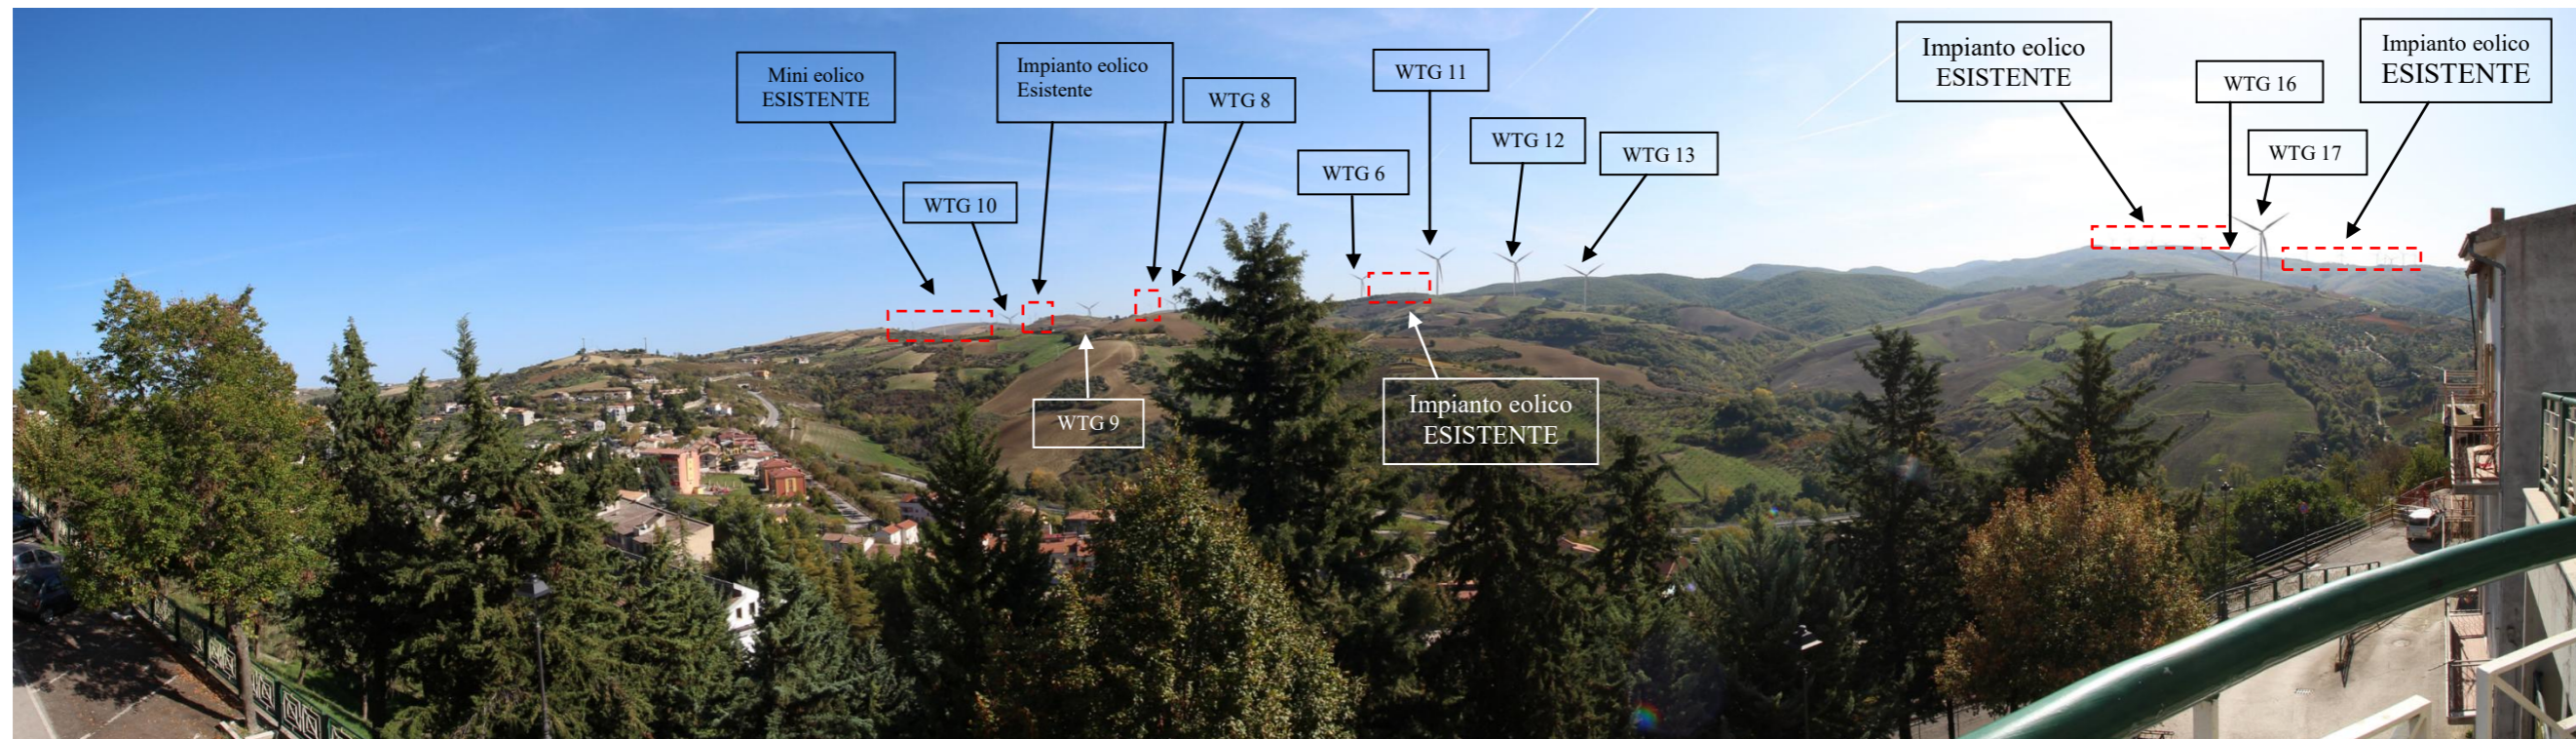 Mini eolico
ESISTENTE
Impianto eolico
Esistente
WTG 8
WTG 10
WTG 9
WTG 6
WTG 11
WTG 12
WTG 13
Impianto eolico
ESISTENTE
Impianto eolico
ESISTENTE
WTG 16
WTG 17
Impianto eolico
ESISTENTE